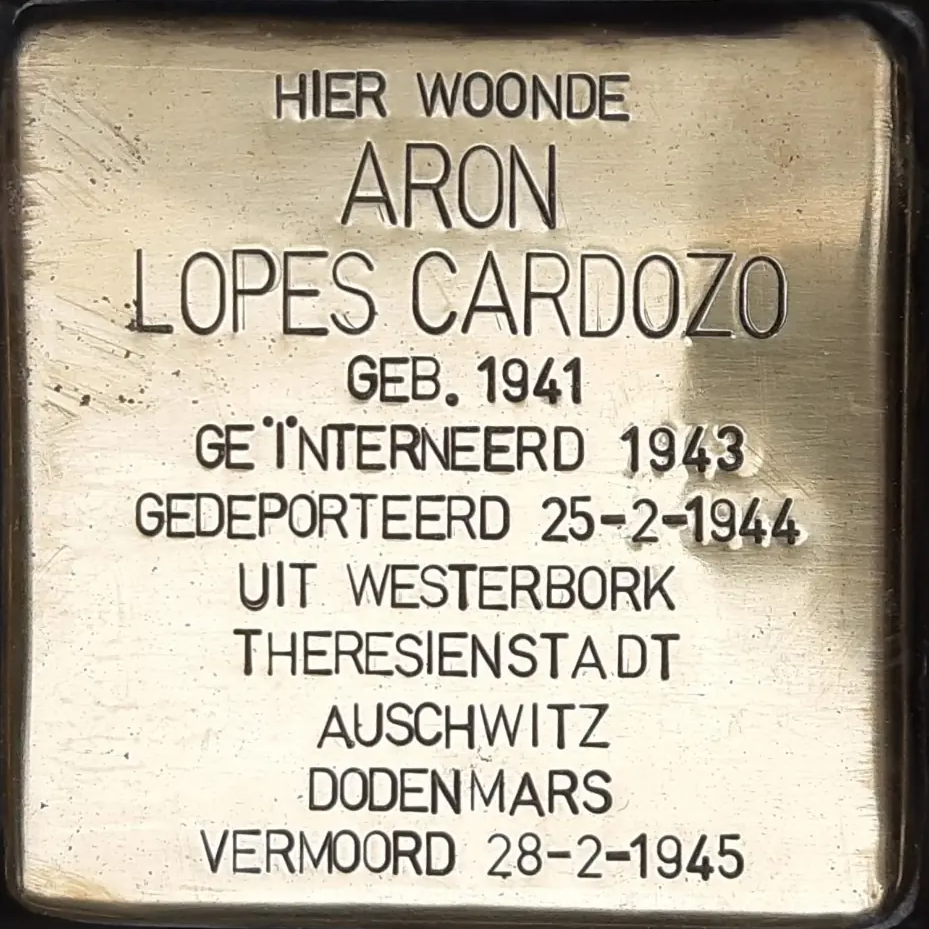 HIER WOONDE
ARON
LOPES CARDOZO
GEB. 1941
GEÏNTERNEERD 1943
GEDEPORTEERD 25-2-1944
UIT WESTERBORK
THERESIENSTADT
AUSCHWITZ
DODENMARS
VERMOORD 28-2-1945